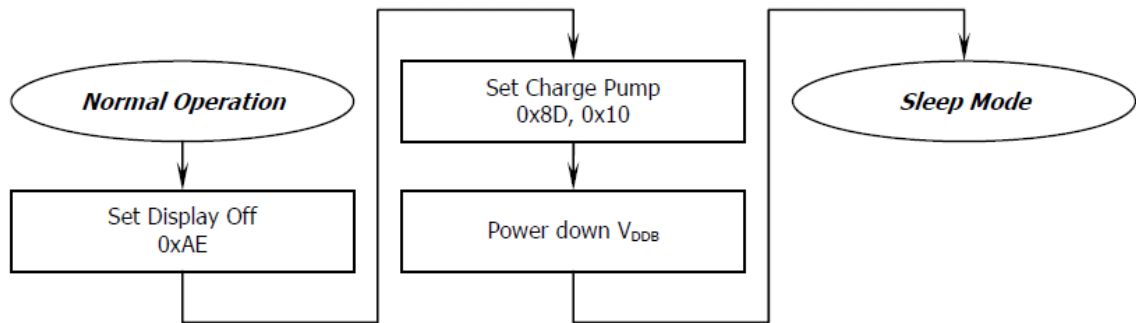 Normal Operation
Set Display Off
0xAE
Set Charge Pump
0x8D, 0x10
Power down VDDB
Sleep Mode